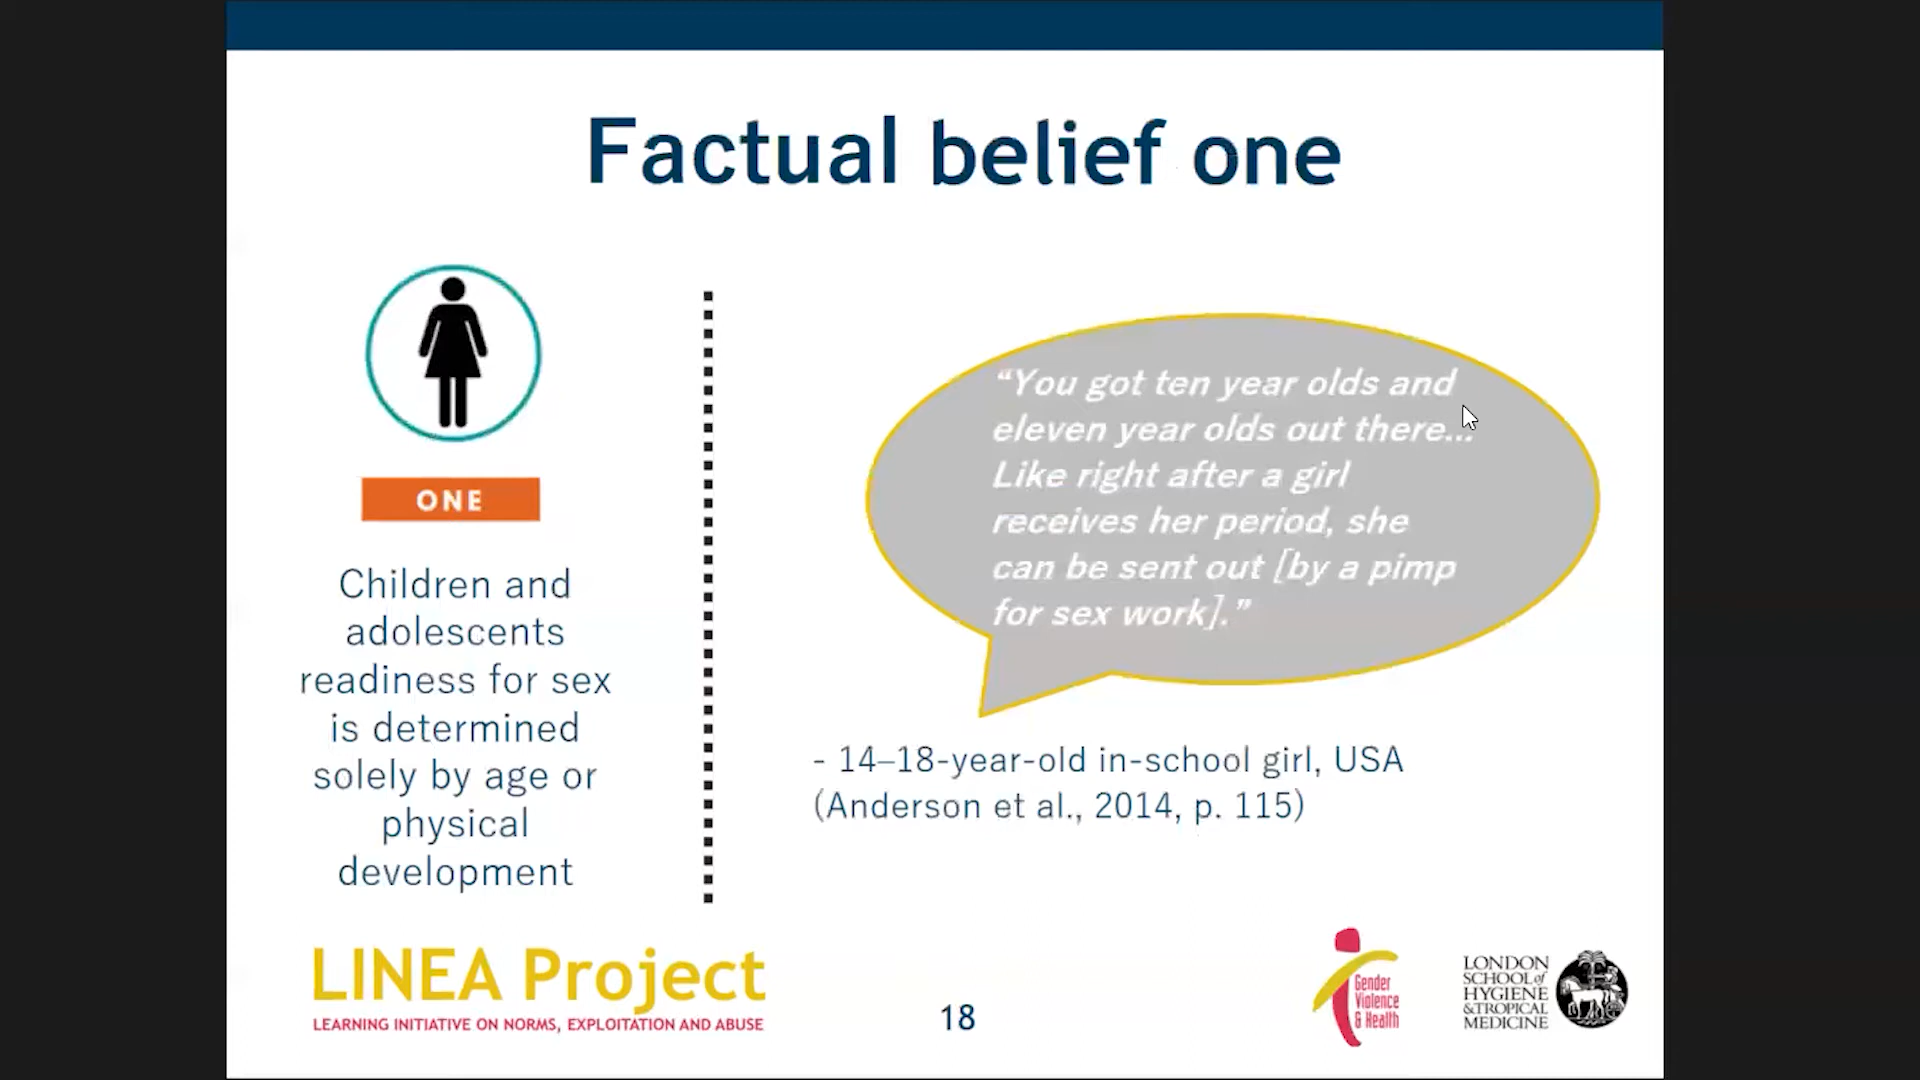 Factual belief one
ONE
Children and
adolescents
readiness for sex
is determined
solely by age or
physical
development
“You got ten year olds and
eleven year olds out there...
Like right after a girl
receives her period, she
can be sent out [by a pimp
for sex work].”
- 14–18-year-old in-school girl, USA
(Anderson et al., 2014, p. 115)
LINEA Project
LEARNING INITIATIVE ON NORMS, EXPLOITATION AND ABUSE
18
Gender
Violence
& Health
LONDON
SCHOOL of
HYGIENE
& TROPICAL
MEDICINE